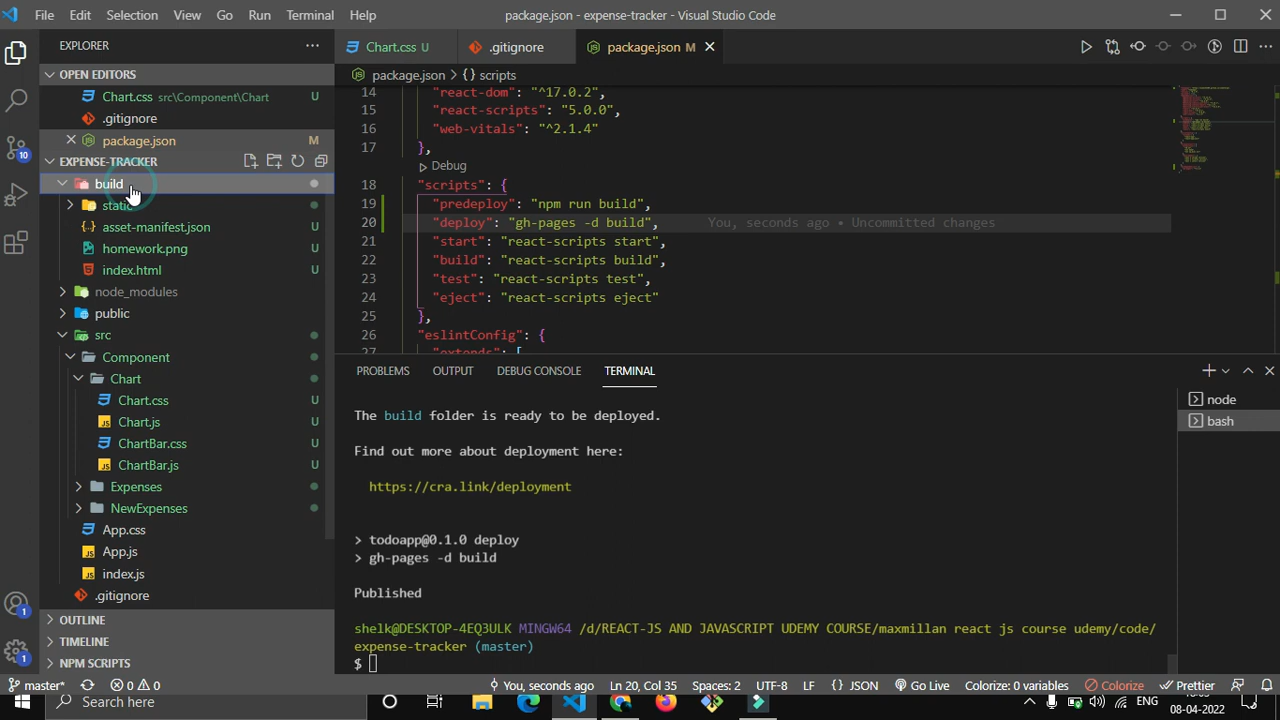 File Edit Selection View Go Run Terminal Help package.json - expense-tracker - Visual Studio Code
EXPLORER
OPEN EDITORS
Chart.css src\Component\Chart U
.gitignore
package.json M
EXPENSE-TRACKER
build
static
asset-manifest.json U
homework.png U
index.html U
node_modules
public
src
Component
Chart
Chart.css U
Chart.js U
ChartBar.css U
ChartBar.js U
Expenses
NewExpenses
App.css
App.js
index.js
.gitignore
OUTLINE
TIMELINE
NPM SCRIPTS
10
1
1
Chart.css U .gitignore package.json M
package.json > {} scripts
14 "react-dom": "^17.0.2",
15 "react-scripts": "5.0.0",
16 "web-vitals": "^2.1.4"
17 },
Debug
18 "scripts": {
19 "predeploy": "npm run build",
20 "deploy": "gh-pages -d build", You, seconds ago • Uncommitted changes
21 "start": "react-scripts start",
22 "build": "react-scripts build",
23 "test": "react-scripts test",
24 "eject": "react-scripts eject"
25 },
26 "eslintConfig": {
27 "extends": [
PROBLEMS OUTPUT DEBUG CONSOLE TERMINAL
The build folder is ready to be deployed.
Find out more about deployment here:
https://cra.link/deployment
> todoapp@0.1.0 deploy
> gh-pages -d build
Published
shelk@DESKTOP-4EQ3ULK MINGW64 /d/REACT-JS AND JAVASCRIPT UDEMY COURSE/maxmillan react js course udemy/code/
expense-tracker (master)
$
node
bash
master* 0 0 You, seconds ago Ln 20, Col 35 Spaces: 2 UTF-8 LF {} JSON Go Live Colorize: 0 variables Colorize Prettier
Search here ENG
08-04-2022